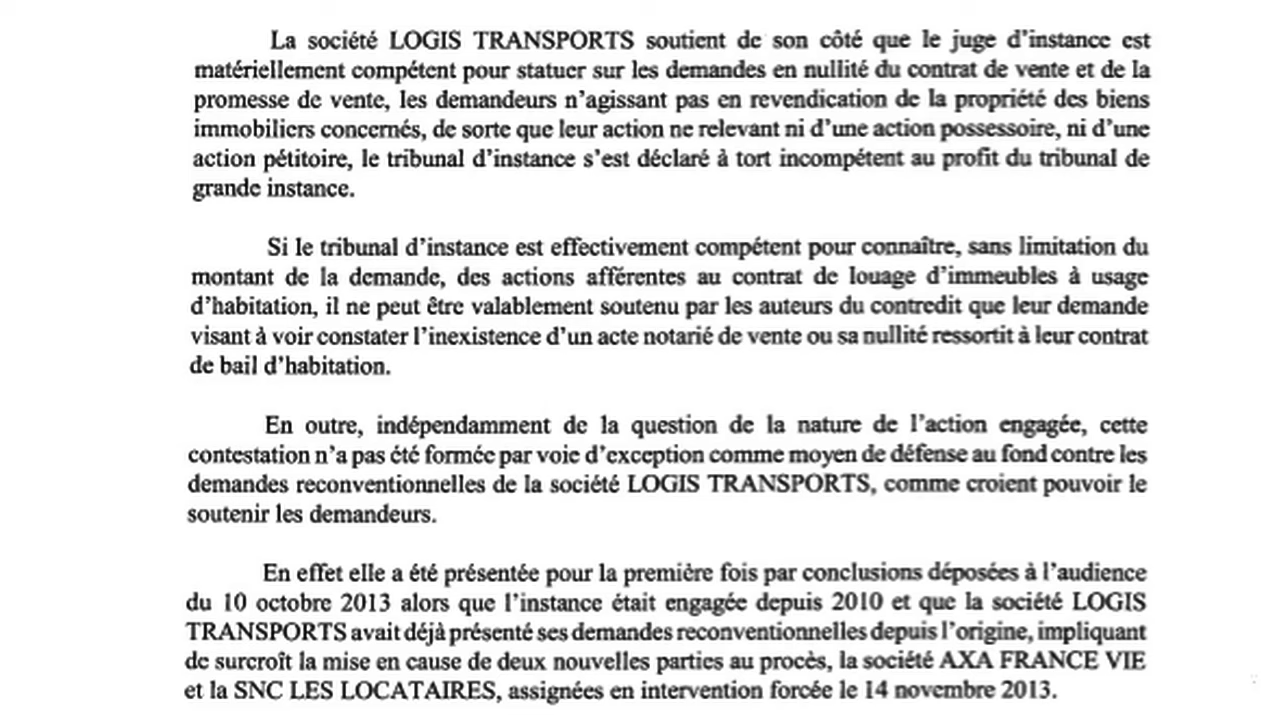 La société LOGIS TRANSPORTS soutient de son côté que le juge d'instance est
matériellement compétent pour statuer sur les demandes en nullité du contrat de vente et de la
promesse de vente, les demandeurs n'agissant pas en revendication de la propriété des biens
immobiliers concernés, de sorte que leur action ne relevant ni d'une action possessoire, ni d'une
action pétitoire, le tribunal d'instance s'est déclaré à tort incompétent au profit du tribunal de
grande instance.
Si le tribunal d'instance est effectivement compétent pour connaître, sans limitation du
montant de la demande, des actions afférentes au contrat de louage d'immeubles à usage
d'habitation, il ne peut être valablement soutenu par les auteurs du contredit que leur demande
visant à voir constater l'inexistence d'un acte notarié de vente ou sa nullité ressortit à leur contrat
de bail d'habitation.
En outre, indépendamment de la question de la nature de l'action engagée, cette
contestation n'a pas été formée par voie d'exception comme moyen de défense au fond contre les
demandes reconventionnelles de la société LOGIS TRANSPORTS, comme croient pouvoir le
soutenir les demandeurs.
En effet elle a été présentée pour la première fois par conclusions déposées à l'audience
du 10 octobre 2013 alors que l'instance était engagée depuis 2010 et que la société LOGIS
TRANSPORTS avait déjà présenté ses demandes reconventionnelles depuis l'origine, impliquant
de surcroît la mise en cause de deux nouvelles parties au procès, la société AXA FRANCE VIE
et la SNC LES LOCATAIRES, assignées en intervention forcée le 14 novembre 2013.